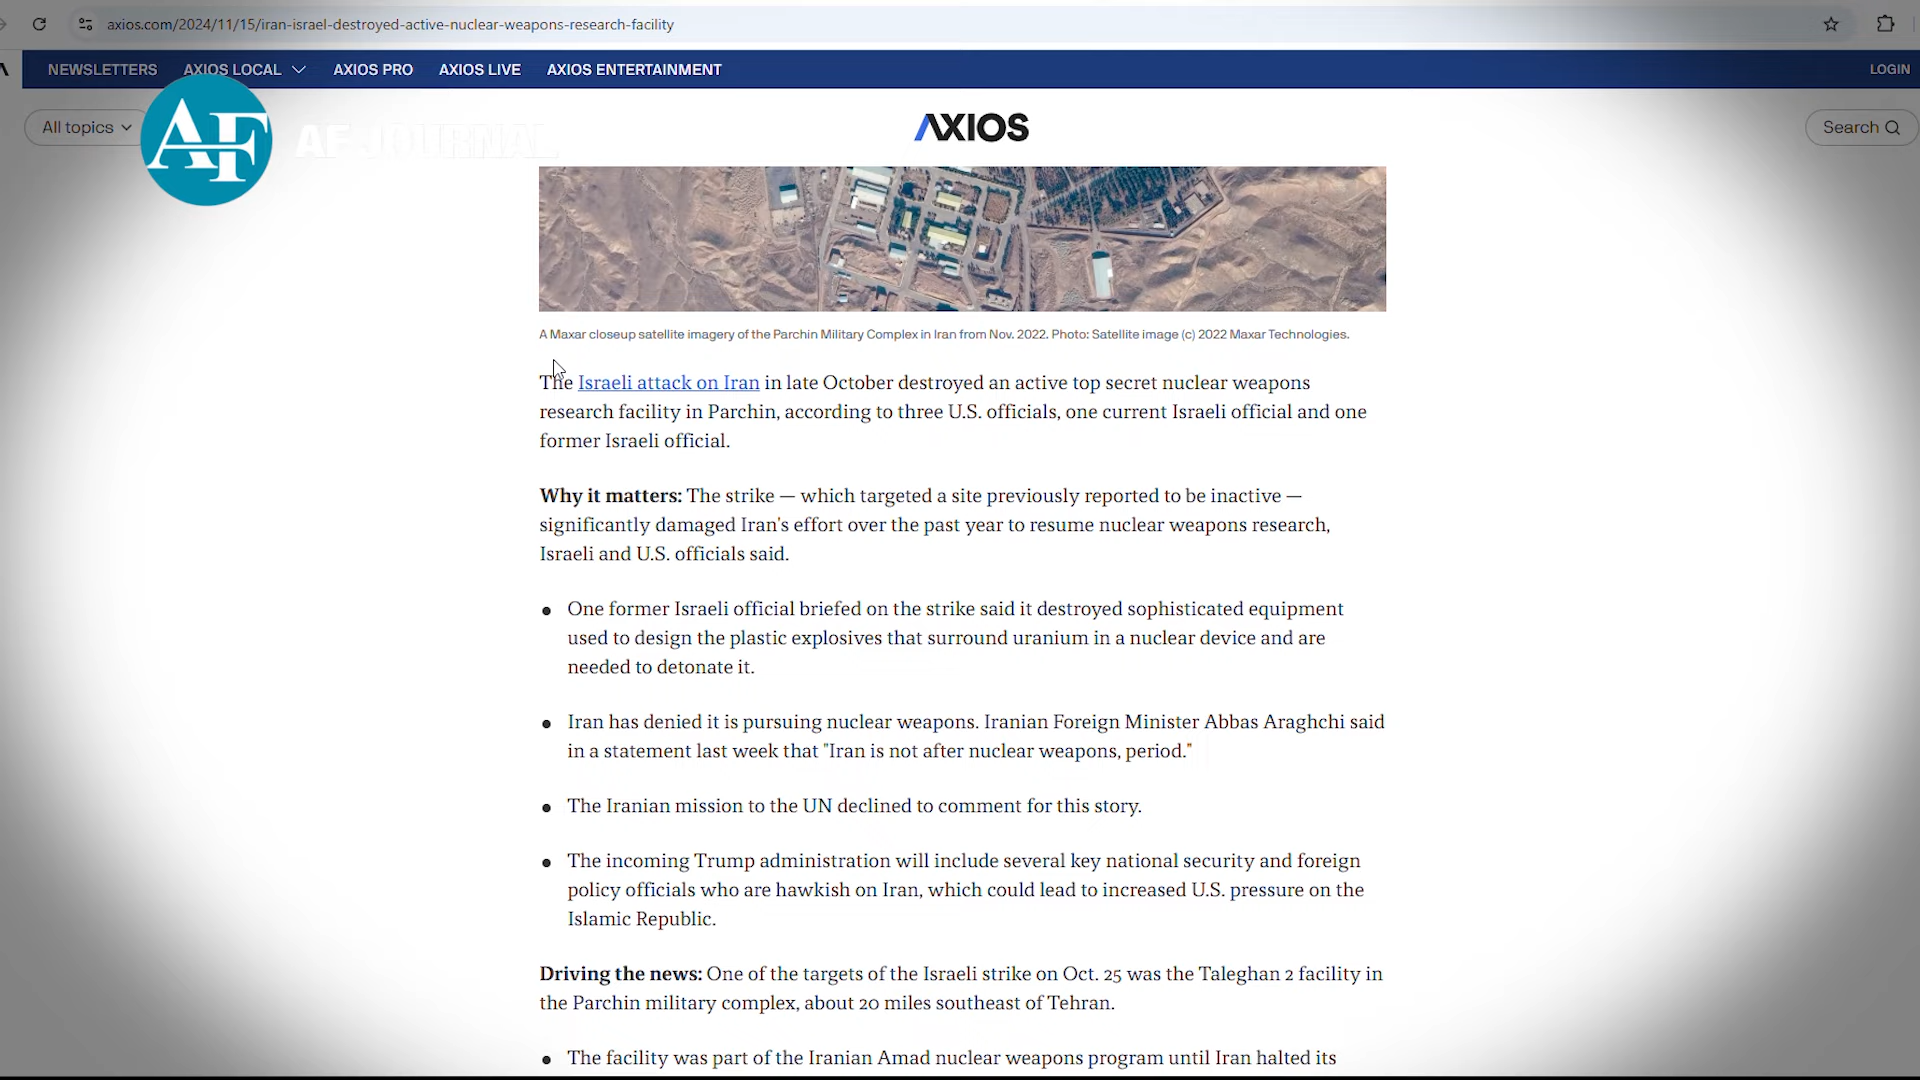 axios.com/2024/11/15/iran-israel-destroyed-active-nuclear-weapons-research-facility
NEWSLETTERS AXIOS LOCAL AXIOS PRO AXIOS LIVE AXIOS ENTERTAINMENT LOGIN
All topics AF AF JOURNAL AXIOS Search
A Maxar closeup satellite imagery of the Parchin Military Complex in Iran from Nov. 2022. Photo: Satellite image (c) 2022 Maxar Technologies.
The Israeli attack on Iran in late October destroyed an active top secret nuclear weapons
research facility in Parchin, according to three U.S. officials, one current Israeli official and one
former Israeli official.
Why it matters: The strike — which targeted a site previously reported to be inactive —
significantly damaged Iran's effort over the past year to resume nuclear weapons research,
Israeli and U.S. officials said.
• One former Israeli official briefed on the strike said it destroyed sophisticated equipment
used to design the plastic explosives that surround uranium in a nuclear device and are
needed to detonate it.
• Iran has denied it is pursuing nuclear weapons. Iranian Foreign Minister Abbas Araghchi said
in a statement last week that "Iran is not after nuclear weapons, period."
• The Iranian mission to the UN declined to comment for this story.
• The incoming Trump administration will include several key national security and foreign
policy officials who are hawkish on Iran, which could lead to increased U.S. pressure on the
Islamic Republic.
Driving the news: One of the targets of the Israeli strike on Oct. 25 was the Taleghan 2 facility in
the Parchin military complex, about 20 miles southeast of Tehran.
• The facility was part of the Iranian Amad nuclear weapons program until Iran halted its